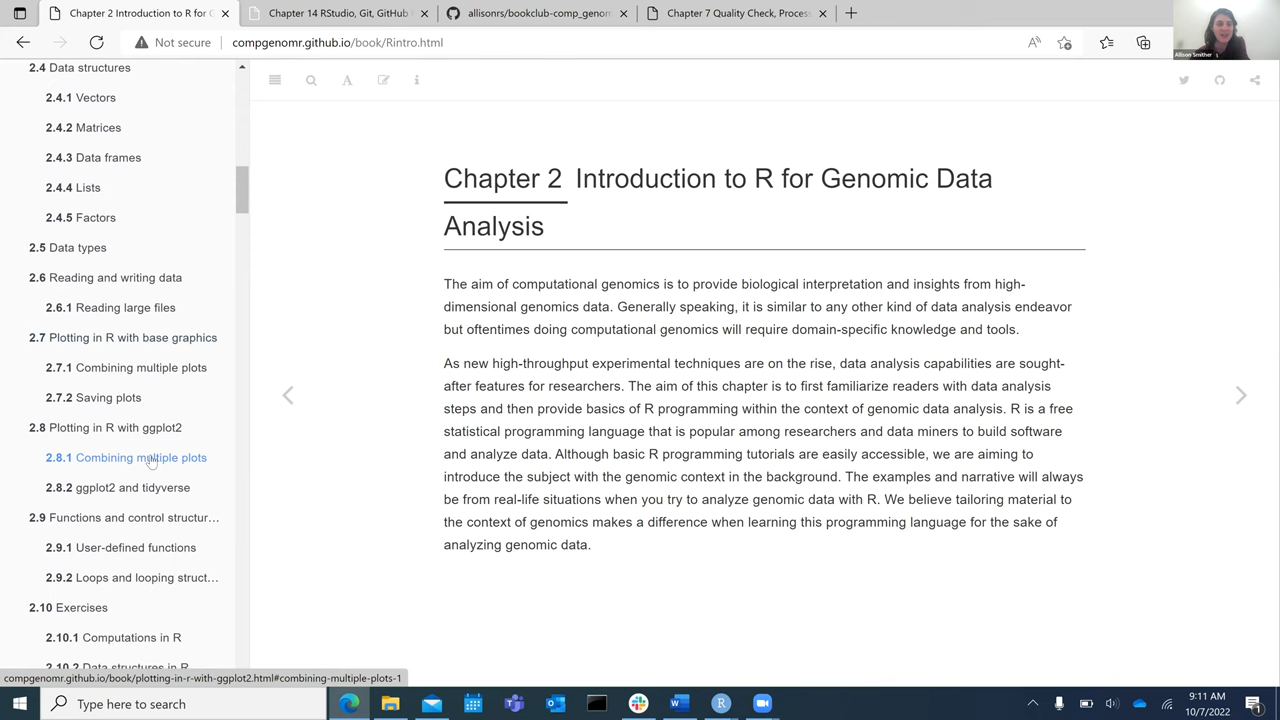 Chapter 2 Introduction to R for G
Chapter 14 RStudio, Git, GitHub
allisonrs/bookclub-comp_genom
Chapter 7 Quality Check, Process
Not secure
compgenomr.github.io/book/Rintro.html
Allison Smither
2.4 Data structures
2.4.1 Vectors
2.4.2 Matrices
2.4.3 Data frames
2.4.4 Lists
2.4.5 Factors
2.5 Data types
2.6 Reading and writing data
2.6.1 Reading large files
2.7 Plotting in R with base graphics
2.7.1 Combining multiple plots
2.7.2 Saving plots
2.8 Plotting in R with ggplot2
2.8.1 Combining multiple plots
2.8.2 ggplot2 and tidyverse
2.9 Functions and control structur…
2.9.1 User-defined functions
2.9.2 Loops and looping struct…
2.10 Exercises
2.10.1 Computations in R
2.10.2 Data structures in R
Chapter 2 Introduction to R for Genomic Data
Analysis
The aim of computational genomics is to provide biological interpretation and insights from high-
dimensional genomics data. Generally speaking, it is similar to any other kind of data analysis endeavor
but oftentimes doing computational genomics will require domain-specific knowledge and tools.
As new high-throughput experimental techniques are on the rise, data analysis capabilities are sought-
after features for researchers. The aim of this chapter is to first familiarize readers with data analysis
steps and then provide basics of R programming within the context of genomic data analysis. R is a free
statistical programming language that is popular among researchers and data miners to build software
and analyze data. Although basic R programming tutorials are easily accessible, we are aiming to
introduce the subject with the genomic context in the background. The examples and narrative will always
be from real-life situations when you try to analyze genomic data with R. We believe tailoring material to
the context of genomics makes a difference when learning this programming language for the sake of
analyzing genomic data.
compgenomr.github.io/book/plotting-in-r-with-ggplot2.html#combining-multiple-plots-1
Type here to search
9:11 AM
10/7/2022